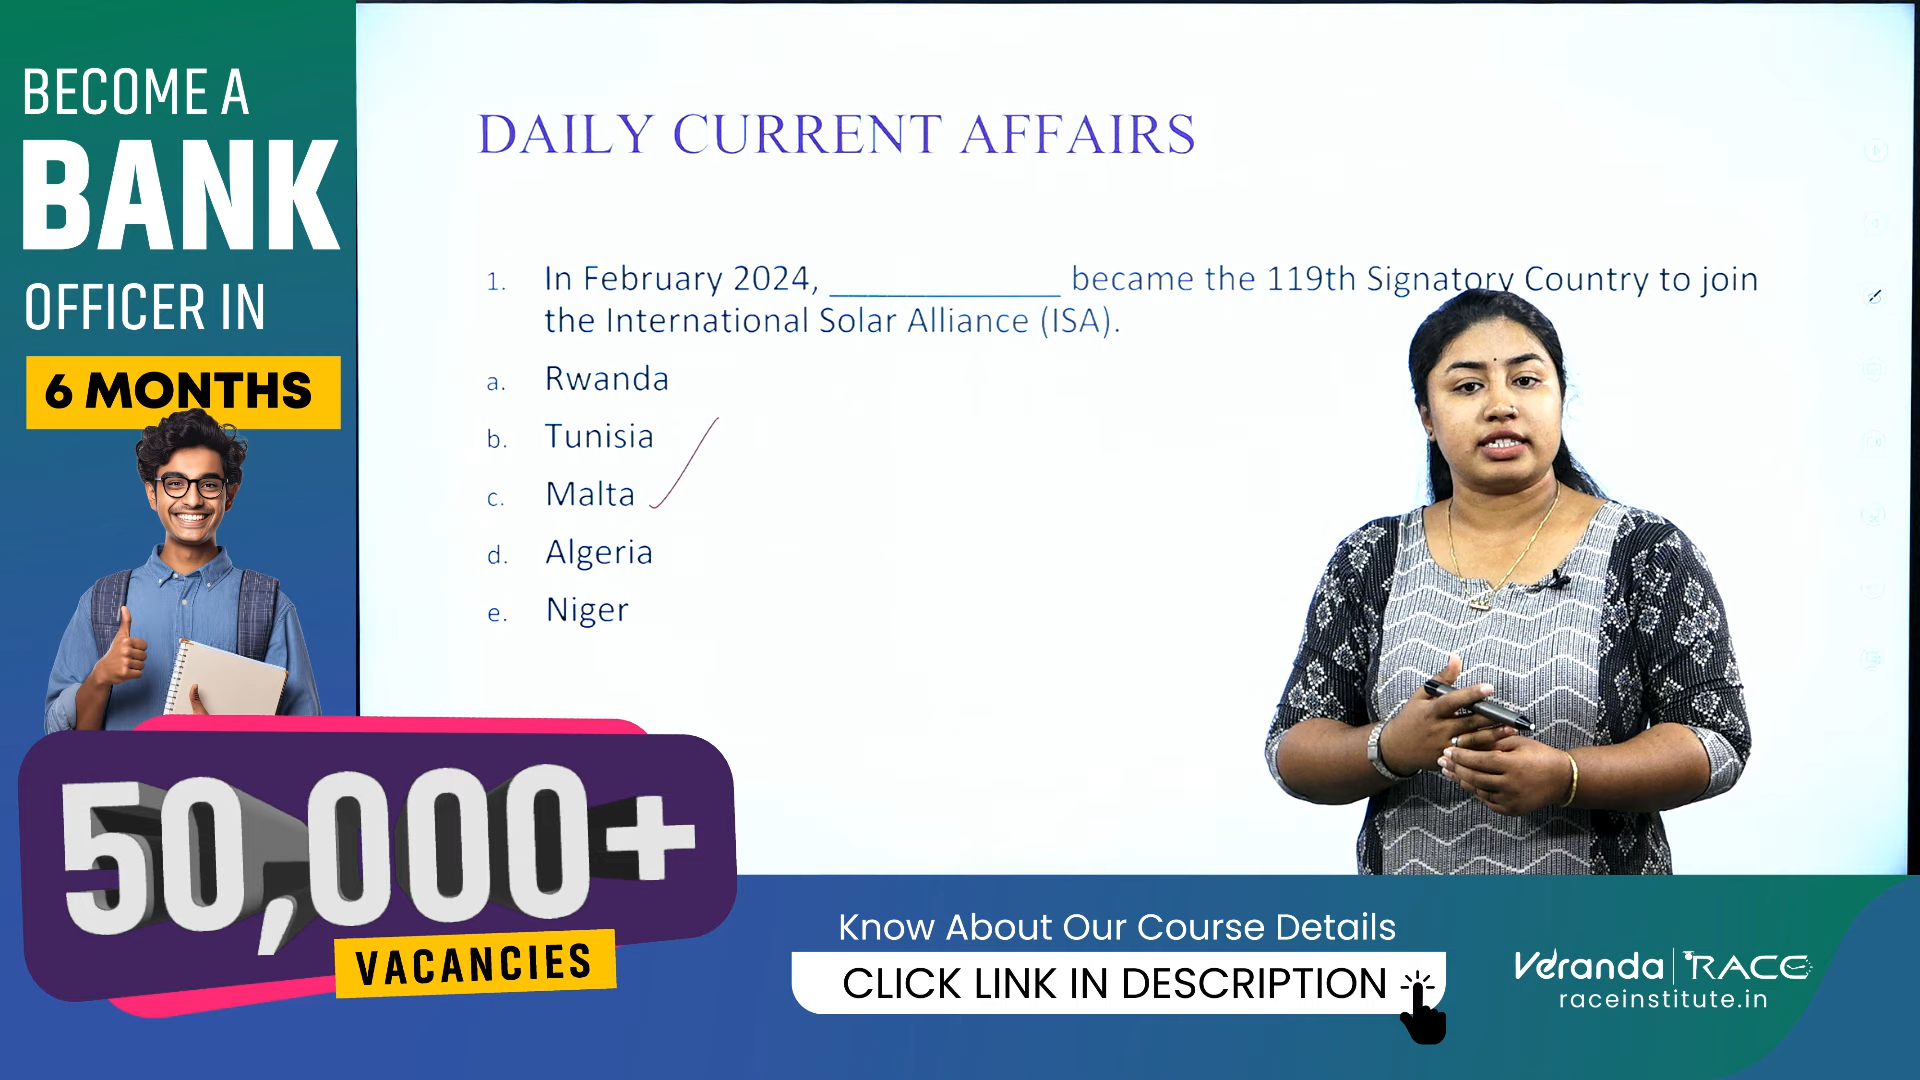 BECOME A
BANK
OFFICER IN
6 MONTHS
DAILY CURRENT AFFAIRS
1. In February 2024, ____________ became the 119th Signatory Country to join
the International Solar Alliance (ISA).
a. Rwanda
b. Tunisia
c. Malta
d. Algeria
e. Niger
50,000+
VACANCIES
Know About Our Course Details
CLICK LINK IN DESCRIPTION
Veranda | RACE
raceinstitute.in